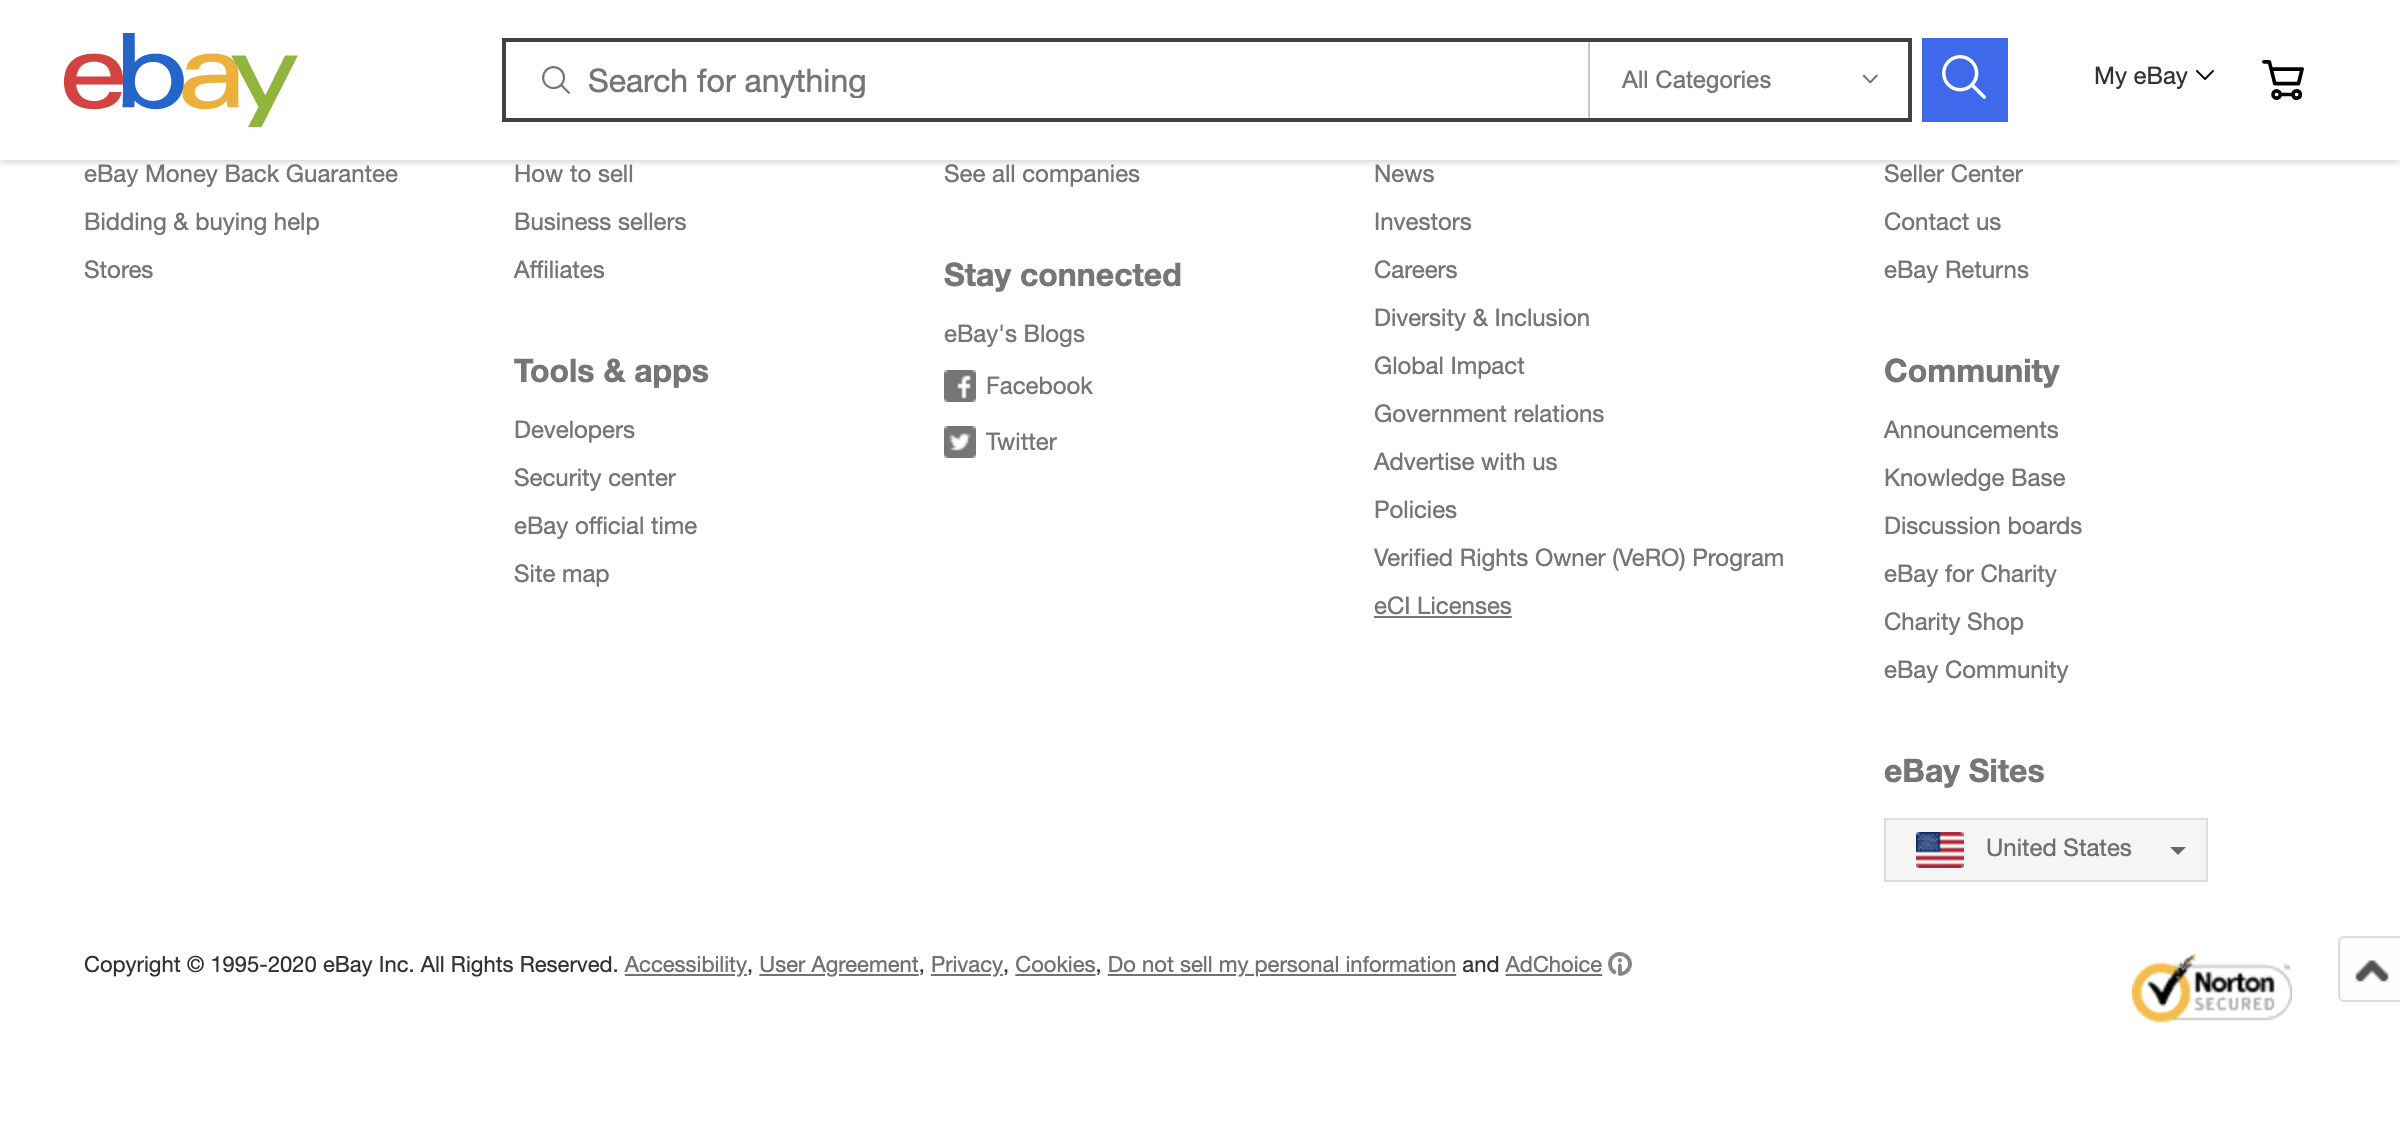 ebay
Search for anything
All Categories
My eBay
eBay Money Back Guarantee
Bidding & buying help
Stores
How to sell
Business sellers
Affiliates
Tools & apps
Developers
Security center
eBay official time
Site map
See all companies
Stay connected
eBay's Blogs
Facebook
Twitter
News
Investors
Careers
Diversity & Inclusion
Global Impact
Government relations
Advertise with us
Policies
Verified Rights Owner (VeRO) Program
eCI Licenses
Seller Center
Contact us
eBay Returns
Community
Announcements
Knowledge Base
Discussion boards
eBay for Charity
Charity Shop
eBay Community
eBay Sites
United States
Copyright © 1995-2020 eBay Inc. All Rights Reserved. Accessibility, User Agreement, Privacy, Cookies, Do not sell my personal information and AdChoice
Norton
SECURED